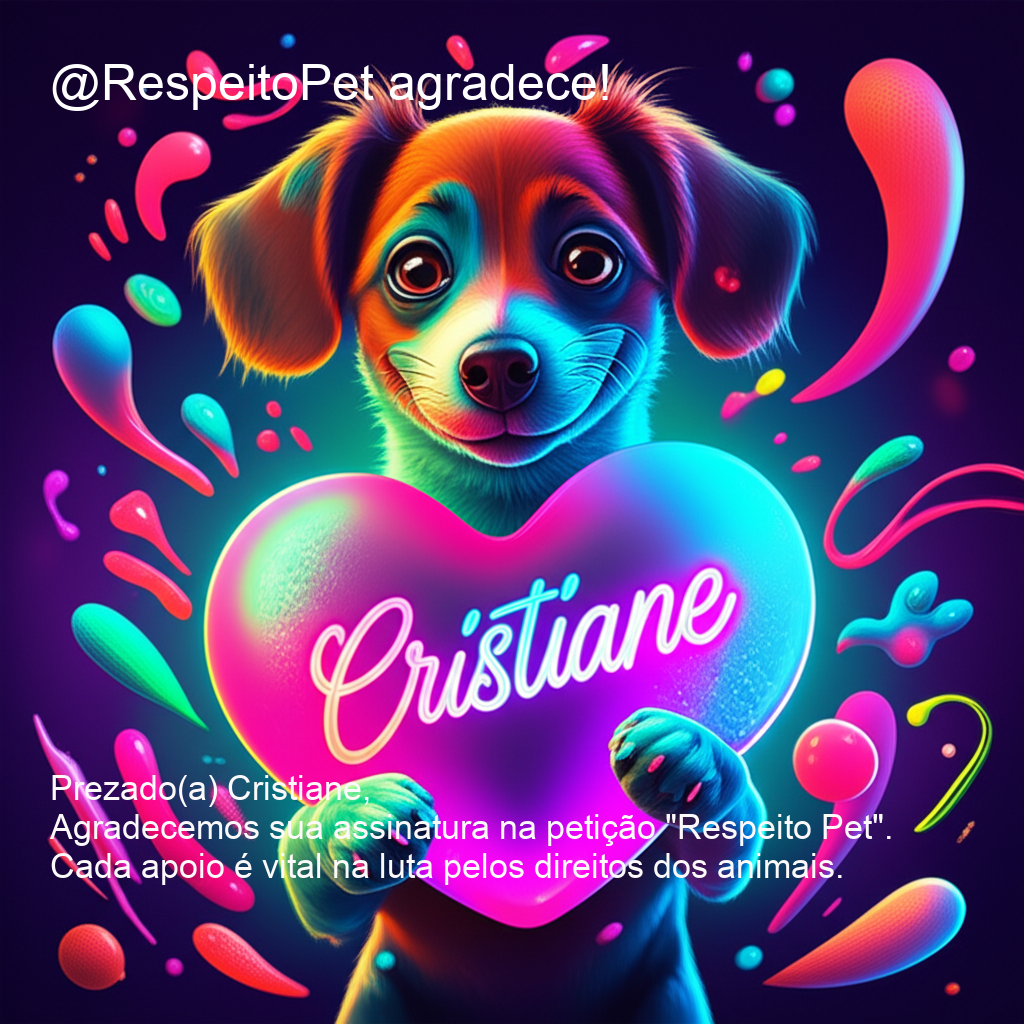 @RespeitoPet agradece!
Cristiane
Prezado(a) Cristiane,
Agradecemos sua assinatura na petição "Respeito Pet".
Cada apoio é vital na luta pelos direitos dos animais.